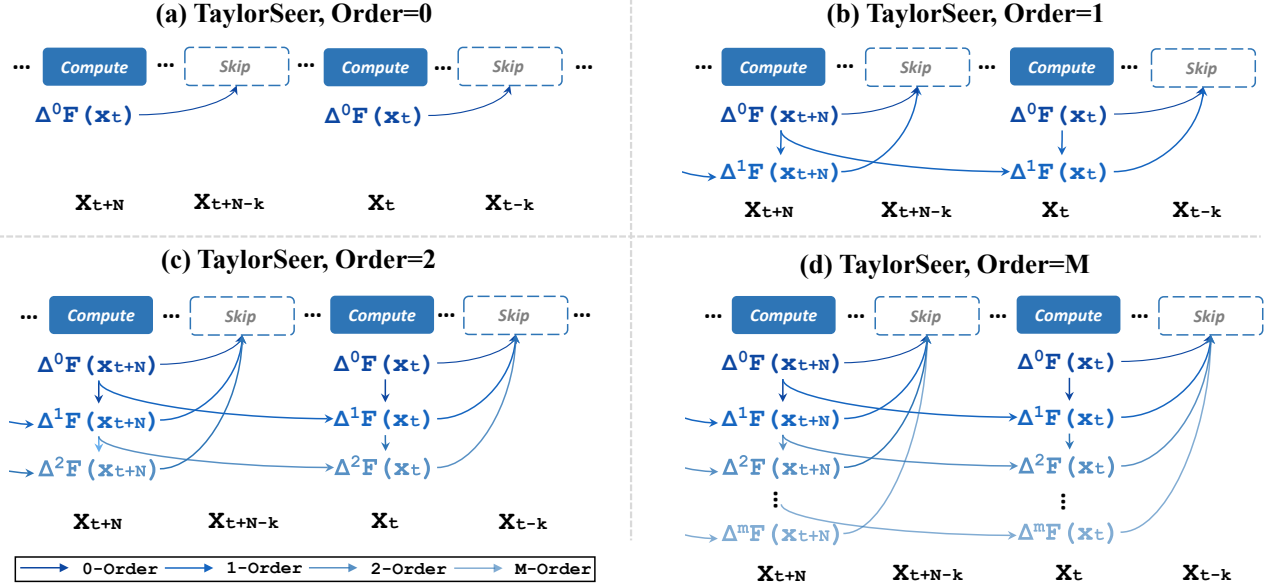 (a) TaylorSeer, Order=0
... Compute ... Skip ... Compute ... Skip ...
Δ⁰F(xt) Δ⁰F(xt)
Xt+N Xt+N-k Xt Xt-k
(b) TaylorSeer, Order=1
... Compute ... Skip ... Compute ... Skip
Δ⁰F(xt+N) Δ⁰F(xt)
Δ¹F(xt+N) Δ¹F(xt)
Xt+N Xt+N-k Xt Xt-k
(c) TaylorSeer, Order=2
... Compute ... Skip ... Compute ... Skip ...
Δ⁰F(xt+N) Δ⁰F(xt)
Δ¹F(xt+N) Δ¹F(xt)
Δ²F(xt+N) Δ²F(xt)
Xt+N Xt+N-k Xt Xt-k
0-Order 1-Order 2-Order M-Order
(d) TaylorSeer, Order=M
... Compute ... Skip ... Compute ... Skip
Δ⁰F(xt+N) Δ⁰F(xt)
Δ¹F(xt+N) Δ¹F(xt)
Δ²F(xt+N) Δ²F(xt)
⋮ ⋮
ΔᵐF(xt+N) ΔᵐF(xt)
Xt+N Xt+N-k Xt Xt-k